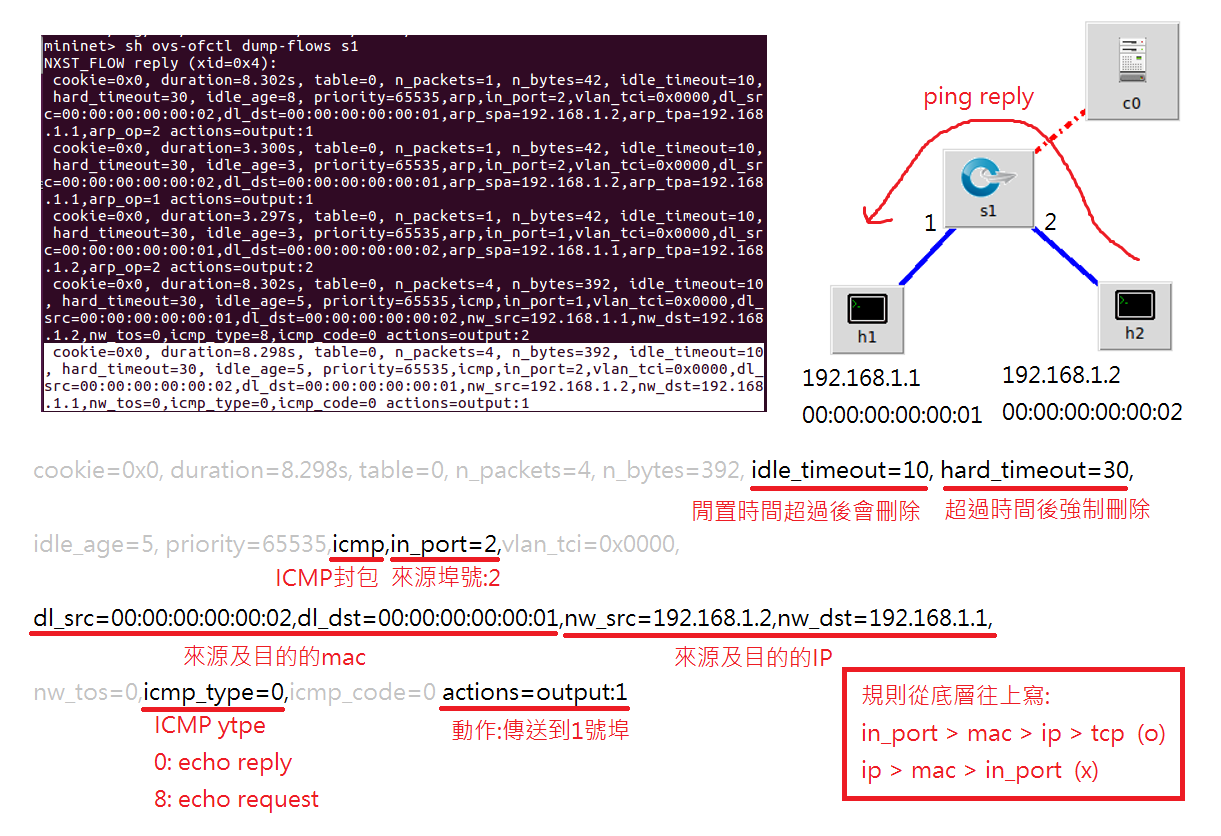 mininet> sh ovs-ofctl dump-flows s1
NXST_FLOW reply (xid=0x4):
cookie=0x0, duration=8.302s, table=0, n_packets=1, n_bytes=42, idle_timeout=10,
hard_timeout=30, idle_age=8, priority=65535,arp,in_port=2,vlan_tci=0x0000,dl_sr
c=00:00:00:00:00:02,dl_dst=00:00:00:00:00:01,arp_spa=192.168.1.2,arp_tpa=192.168
.1.1,arp_op=2 actions=output:1
cookie=0x0, duration=3.300s, table=0, n_packets=1, n_bytes=42, idle_timeout=10,
hard_timeout=30, idle_age=3, priority=65535,arp,in_port=2,vlan_tci=0x0000,dl_sr
c=00:00:00:00:00:02,dl_dst=00:00:00:00:00:01,arp_spa=192.168.1.2,arp_tpa=192.168
.1.1,arp_op=1 actions=output:1
cookie=0x0, duration=3.297s, table=0, n_packets=1, n_bytes=42, idle_timeout=10,
hard_timeout=30, idle_age=3, priority=65535,arp,in_port=1,vlan_tci=0x0000,dl_sr
c=00:00:00:00:00:01,dl_dst=00:00:00:00:00:02,arp_spa=192.168.1.1,arp_tpa=192.168
.1.2,arp_op=2 actions=output:2
cookie=0x0, duration=8.302s, table=0, n_packets=4, n_bytes=392, idle_timeout=10
, hard_timeout=30, idle_age=5, priority=65535,icmp,in_port=1,vlan_tci=0x0000,dl_
src=00:00:00:00:00:01,dl_dst=00:00:00:00:00:02,nw_src=192.168.1.1,nw_dst=192.168
.1.2,nw_tos=0,icmp_type=8,icmp_code=0 actions=output:2
cookie=0x0, duration=8.298s, table=0, n_packets=4, n_bytes=392, idle_timeout=10
, hard_timeout=30, idle_age=5, priority=65535,icmp,in_port=2,vlan_tci=0x0000,dl_
src=00:00:00:00:00:02,dl_dst=00:00:00:00:00:01,nw_src=192.168.1.2,nw_dst=192.168
.1.1,nw_tos=0,icmp_type=0,icmp_code=0 actions=output:1
c0
ping reply
s1
1
2
h1
h2
192.168.1.1
00:00:00:00:00:01
192.168.1.2
00:00:00:00:00:02
cookie=0x0, duration=8.298s, table=0, n_packets=4, n_bytes=392, idle_timeout=10, hard_timeout=30,
閒置時間超過後會刪除
超過時間後強制刪除
idle_age=5, priority=65535,icmp,in_port=2,vlan_tci=0x0000,
ICMP封包 來源埠號:2
dl_src=00:00:00:00:00:02,dl_dst=00:00:00:00:00:01,nw_src=192.168.1.2,nw_dst=192.168.1.1,
來源及目的的mac
來源及目的的IP
nw_tos=0,icmp_type=0,icmp_code=0 actions=output:1
ICMP ytpe
0: echo reply
8: echo request
動作:傳送到1號埠
規則從底層往上寫:
in_port > mac > ip > tcp (o)
ip > mac > in_port (x)